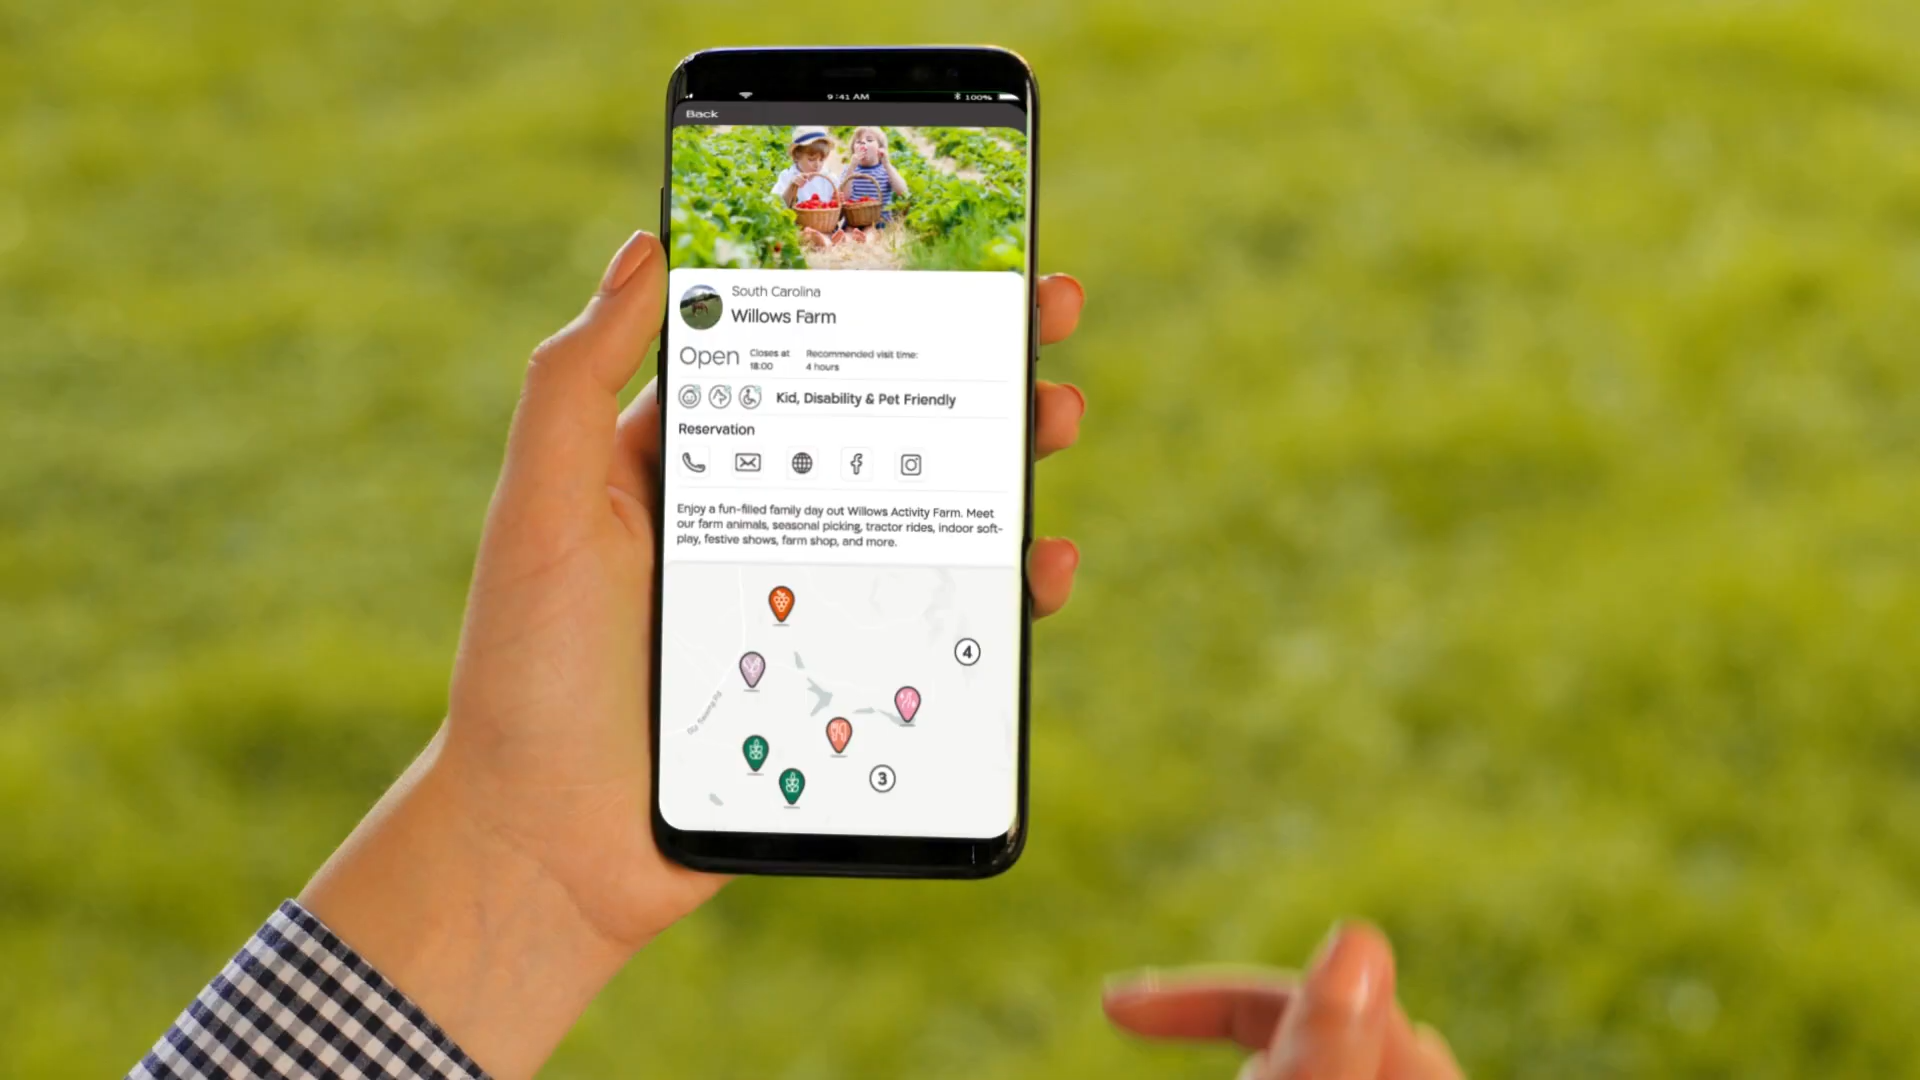 9:41 AM
100%
Back
South Carolina
Willows Farm
Open
Closes at
18:00
Recommended visit time:
4 hours
Kid, Disability & Pet Friendly
Reservation
Enjoy a fun-filled family day out Willows Activity Farm. Meet
our farm animals, seasonal picking, tractor rides, indoor soft-
play, festive shows, farm shop, and more.
4
3